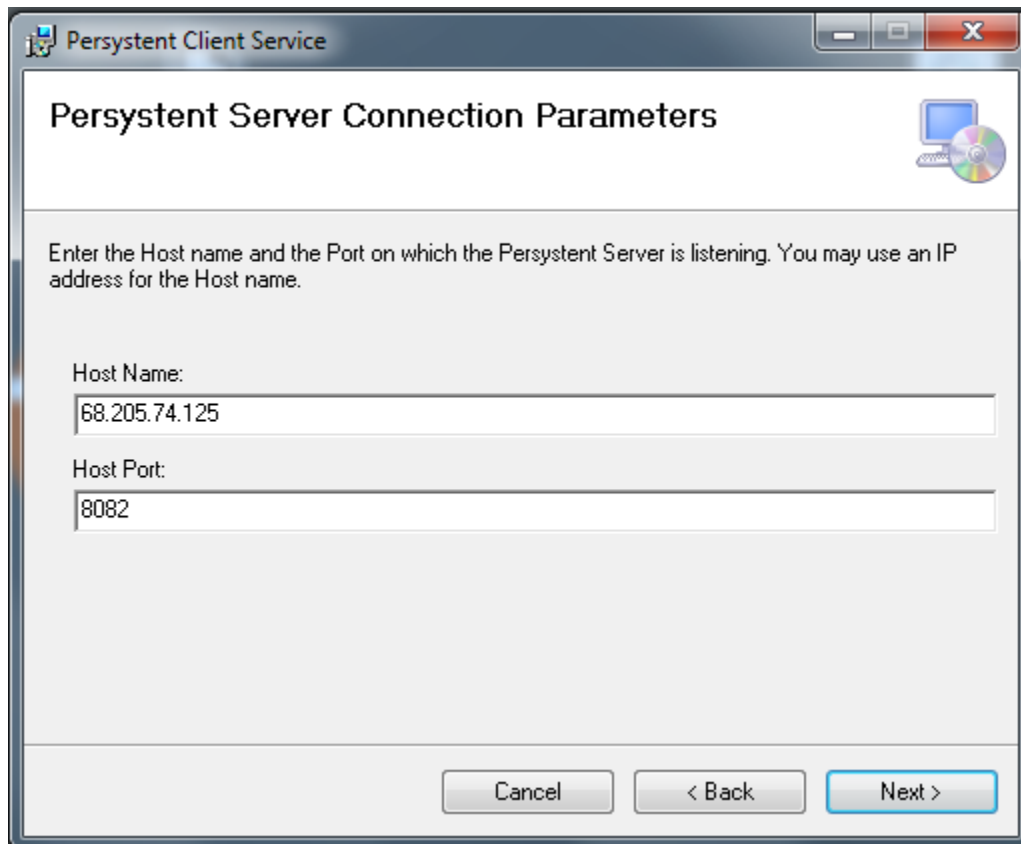 Persystent Client Service
Persystent Server Connection Parameters
Enter the Host name and the Port on which the Persystent Server is listening. You may use an IP
address for the Host name.
Host Name:
68.205.74.125
Host Port:
8082
Cancel
< Back
Next >